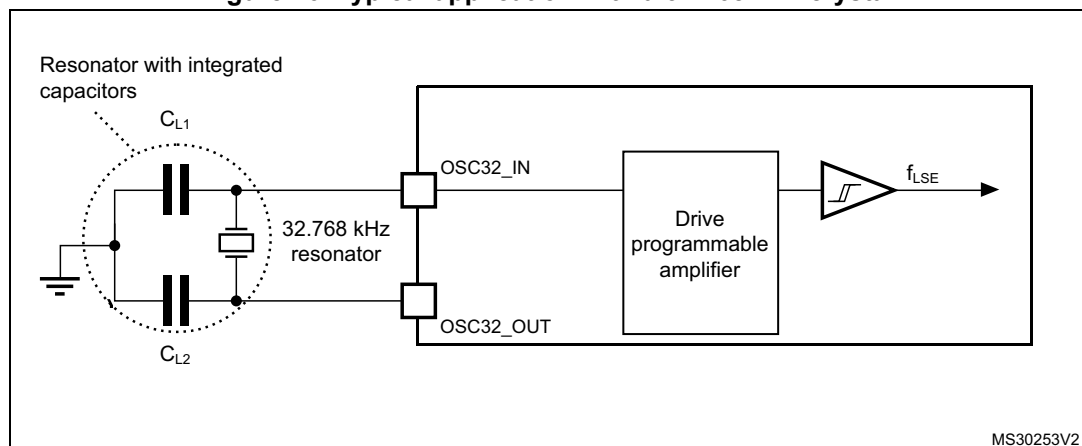 Resonator with integrated
capacitors
CL1
OSC32_IN
fLSE
32.768 kHz
resonator
Drive
programmable
amplifier
OSC32_OUT
CL2
MS30253V2